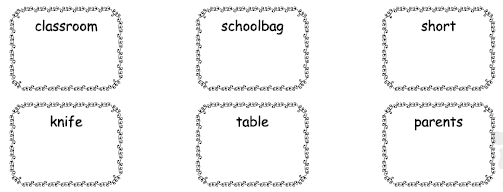 classroom
schoolbag
short
knife
table
parents